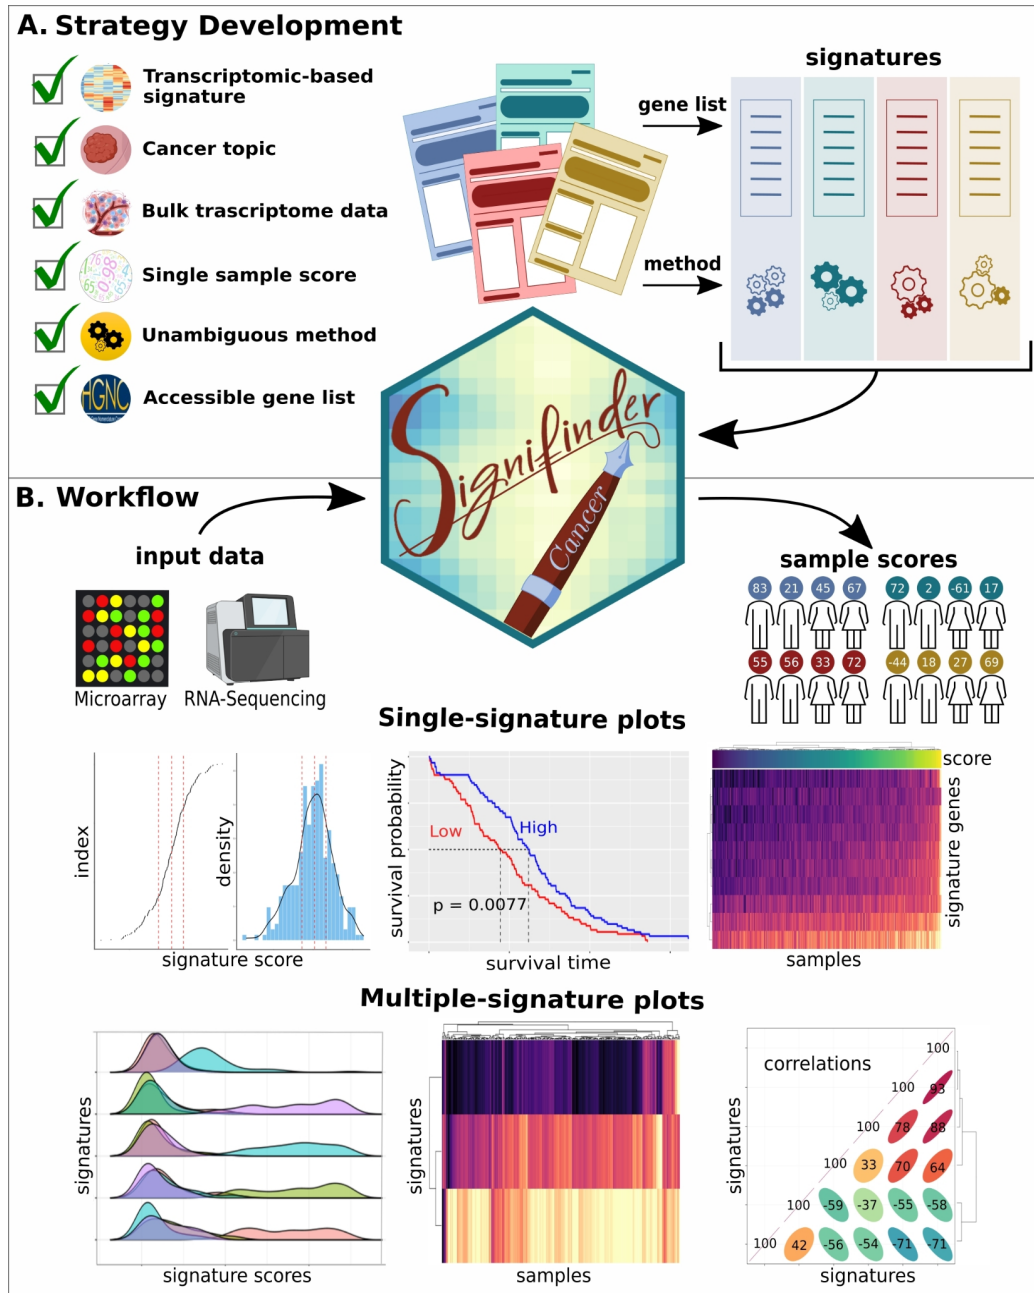 A. Strategy Development
Transcriptomic-based
signature
Cancer topic
Bulk trascriptome data
Single sample score
Unambiguous method
HGNC
Accessible gene list
gene list
method
signatures
Signifinder
Cancer
B. Workflow
input data
Microarray
RNA-Sequencing
sample scores
83 21 45 67 72 2 -61 17
55 56 33 72 -44 18 27 69
Single-signature plots
index
density
signature score
survival probability
Low
High
p = 0.0077
survival time
score
signature genes
samples
Multiple-signature plots
signatures
signature scores
signatures
samples
correlations
signatures
100
100 93
100 78 88
100 33 70 64
100 -59 -37 -55 -58
100 42 -56 -54 -71 -71
signatures